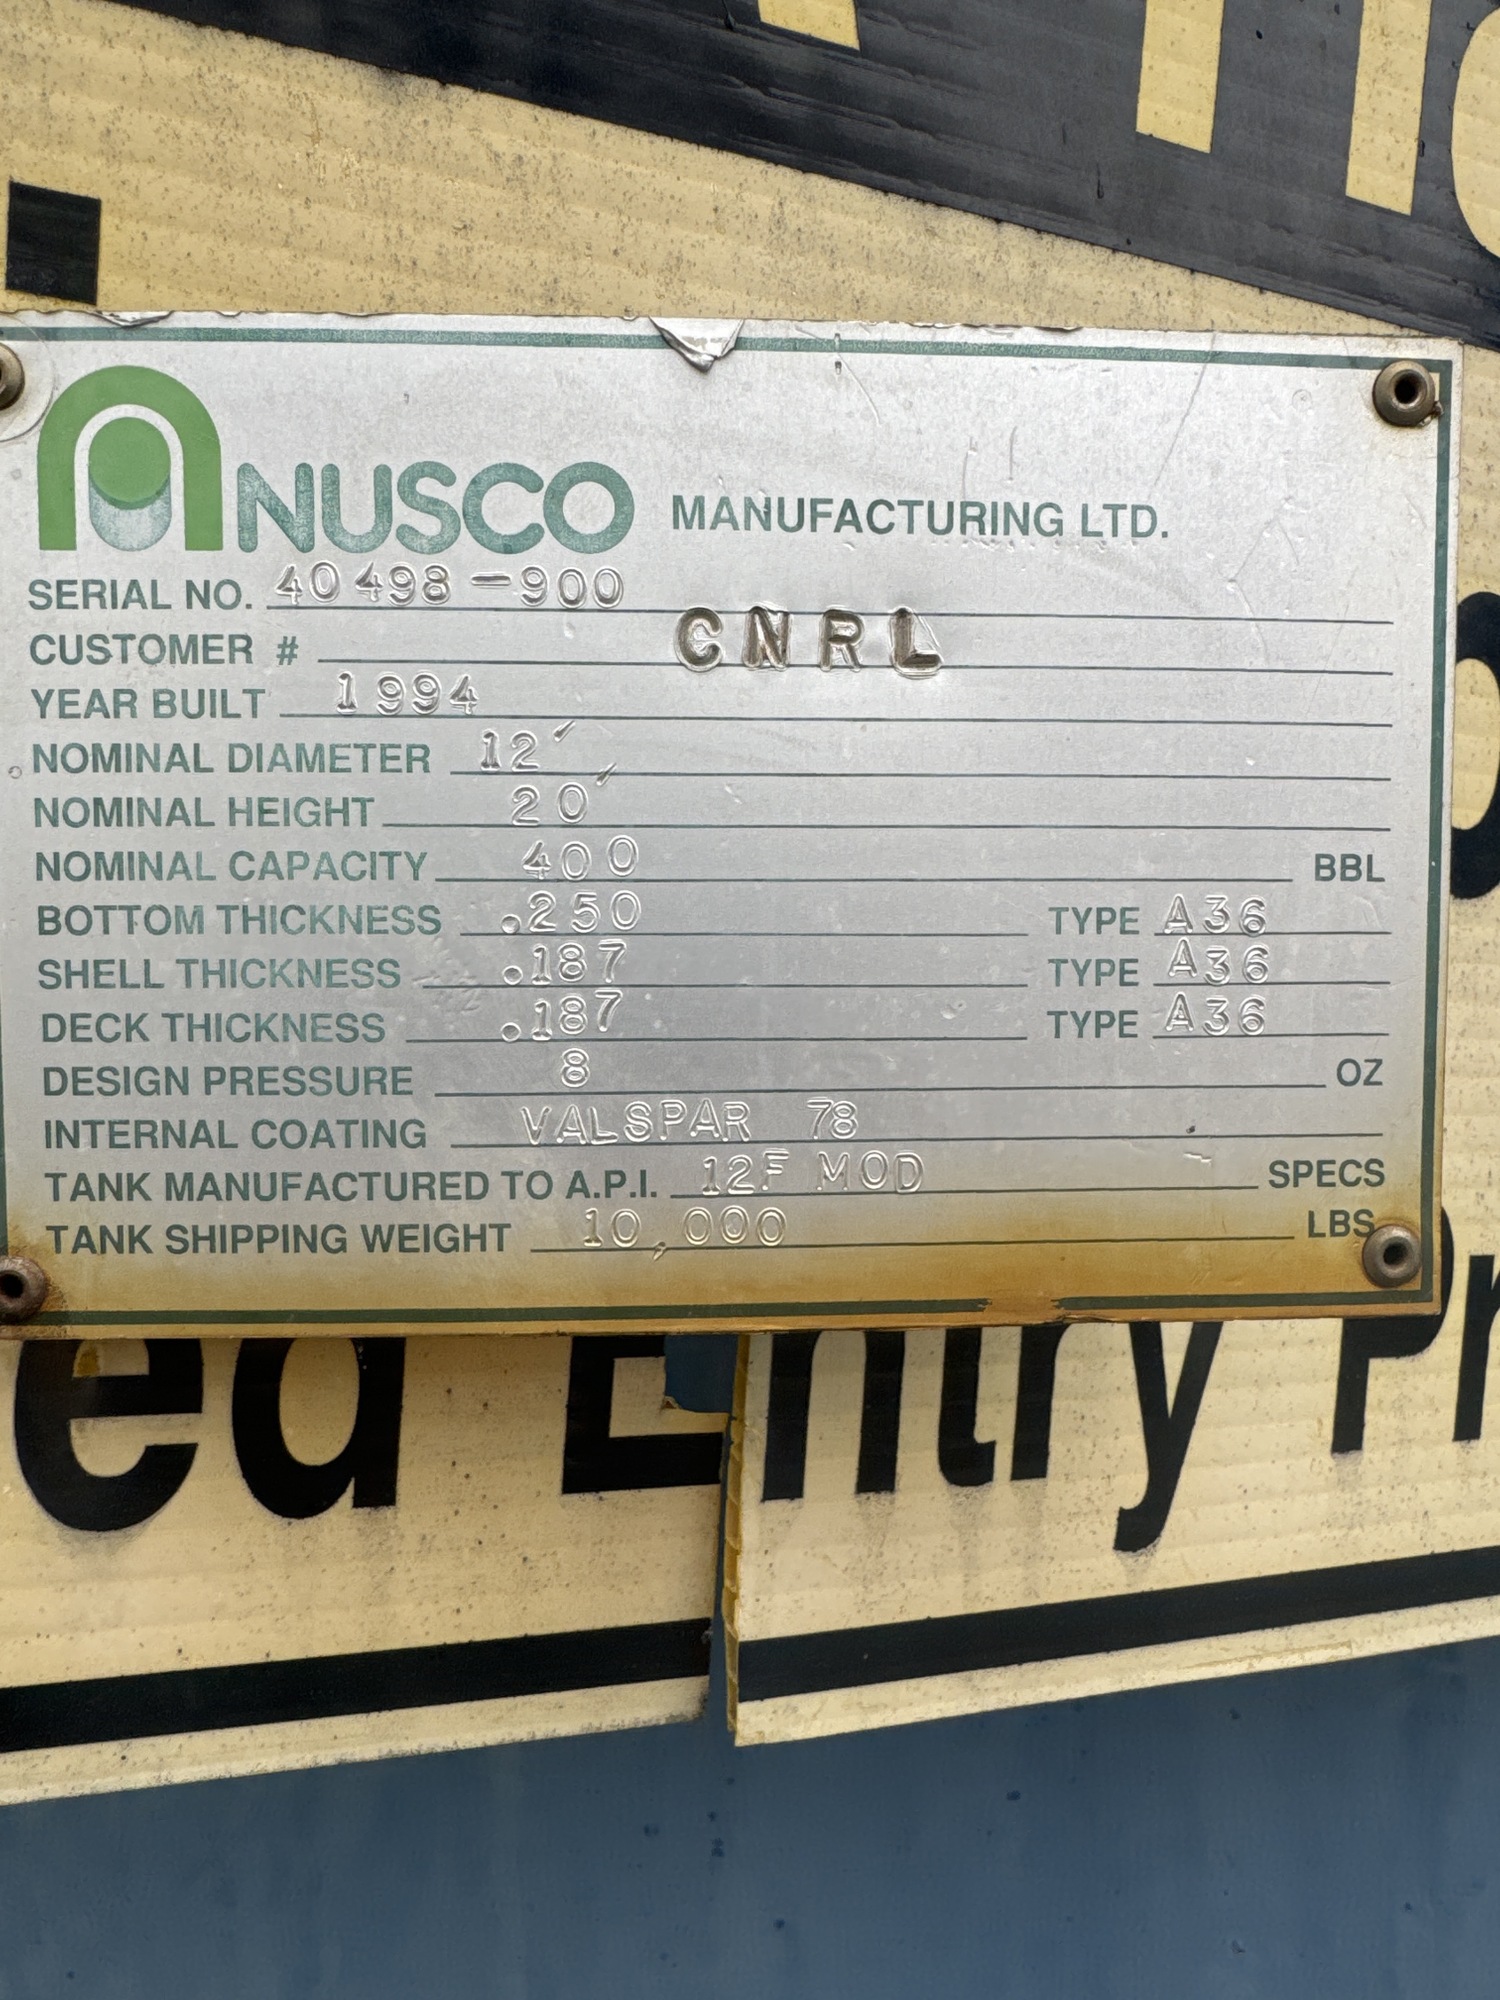 NUSCO MANUFACTURING LTD.
SERIAL NO. 40498-900
CUSTOMER # CNRL
YEAR BUILT 1994
NOMINAL DIAMETER 12'
NOMINAL HEIGHT 20'
NOMINAL CAPACITY 400 BBL
BOTTOM THICKNESS .250 TYPE A36
SHELL THICKNESS .187 TYPE A36
DECK THICKNESS .187 TYPE A36
DESIGN PRESSURE 8 OZ
INTERNAL COATING VALSPAR 78
TANK MANUFACTURED TO A.P.I. 12F MOD SPECS
TANK SHIPPING WEIGHT 10,000 LBS
ed Entry Pr